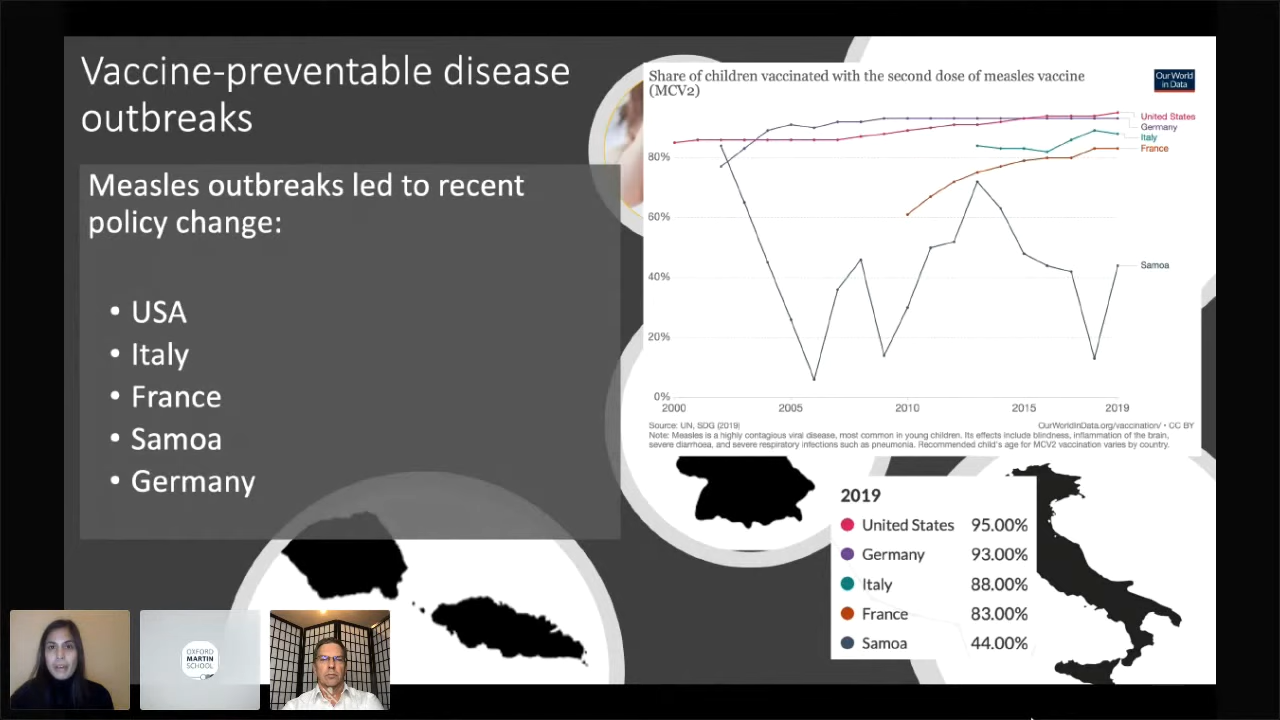 Vaccine-preventable disease
outbreaks
Measles outbreaks led to recent
policy change:
• USA
• Italy
• France
• Samoa
• Germany
Share of children vaccinated with the second dose of measles vaccine
(MCV2)
Our World
in Data
80%
60%
40%
20%
0%
2000
2005
2010
2015
2019
United States
Germany
Italy
France
Samoa
Source: UN, SDG (2019)
OurWorldInData.org/vaccination/ • CC BY
Note: Measles is a highly contagious viral disease, most common in young children. Its effects include blindness, inflammation of the brain,
severe diarrhoea, and severe respiratory infections such as pneumonia. Recommended child's age for MCV2 vaccination varies by country.
2019
United States 95.00%
Germany 93.00%
Italy 88.00%
France 83.00%
Samoa 44.00%
OXFORD
MARTIN
SCHOOL